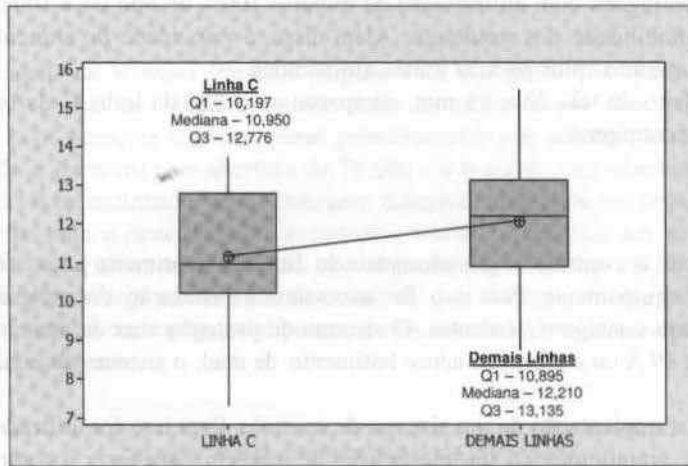 16
15
14
13
12
11
10
9
8
7
Linha C
Q1 – 10,197
Mediana – 10,950
Q3 – 12,776
Demais Linhas
Q1 – 10,895
Mediana – 12,210
Q3 – 13,135
LINHA C
DEMAIS LINHAS